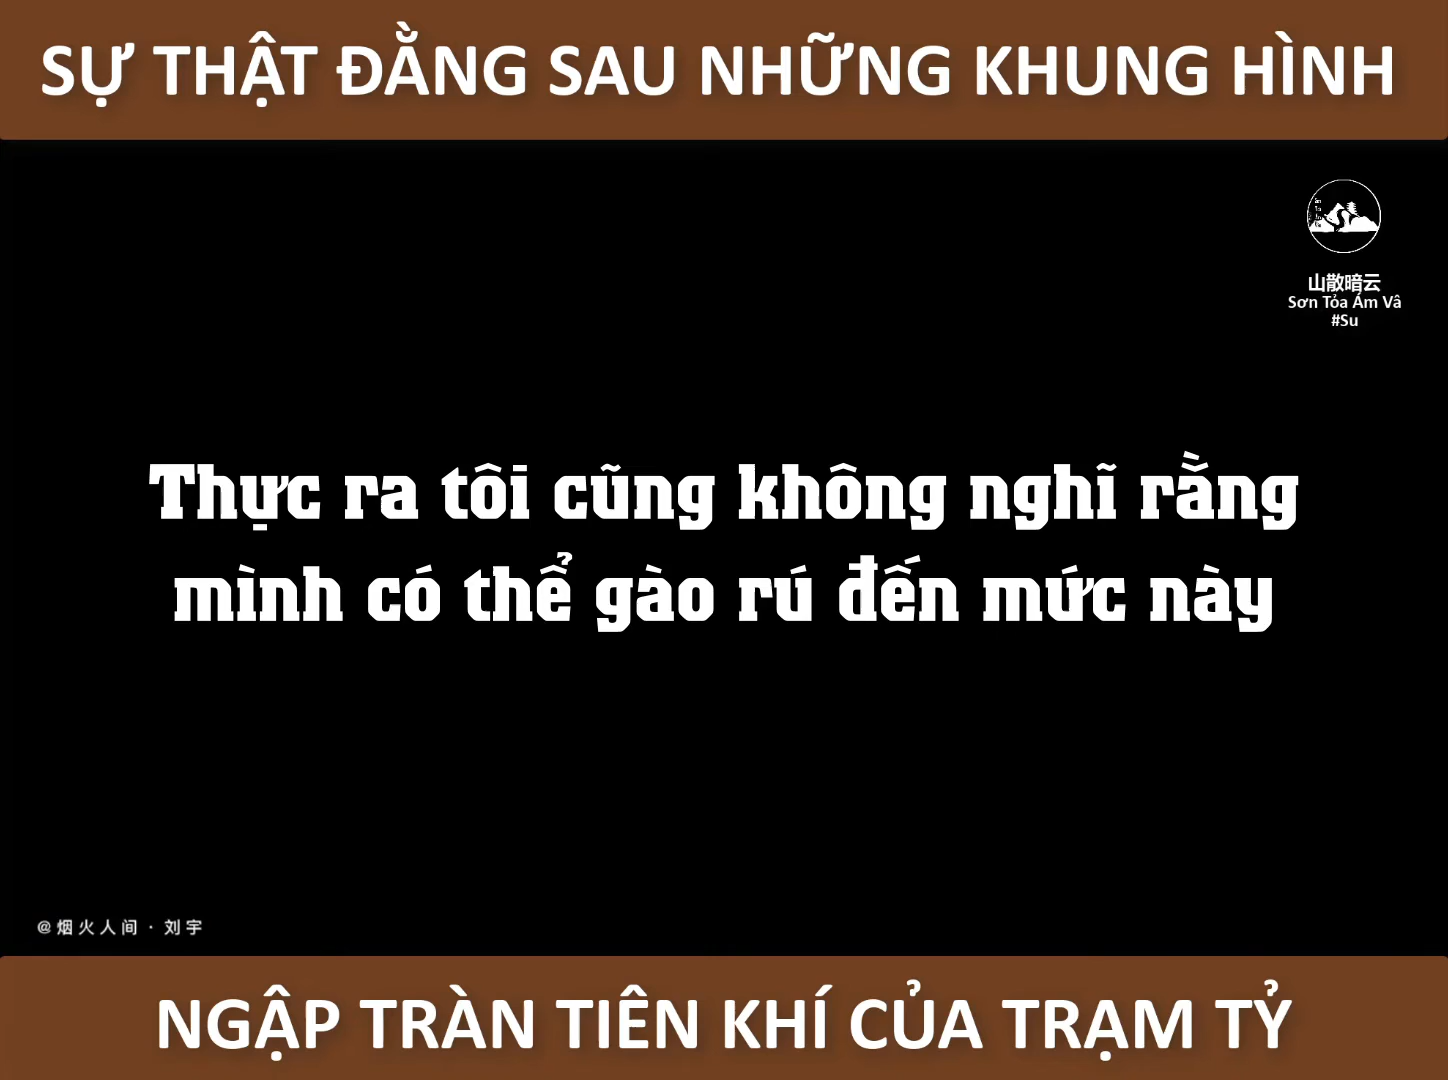 SỰ THẬT ĐẰNG SAU NHỮNG KHUNG HÌNH
山散暗云
Sơn Tỏa Ám Vâ
#Su
Thực ra tôi cũng không nghĩ rằng
mình có thể gào rú đến mức này
@烟火人间·刘宇
NGẬP TRÀN TIÊN KHÍ CỦA TRẠM TỶ